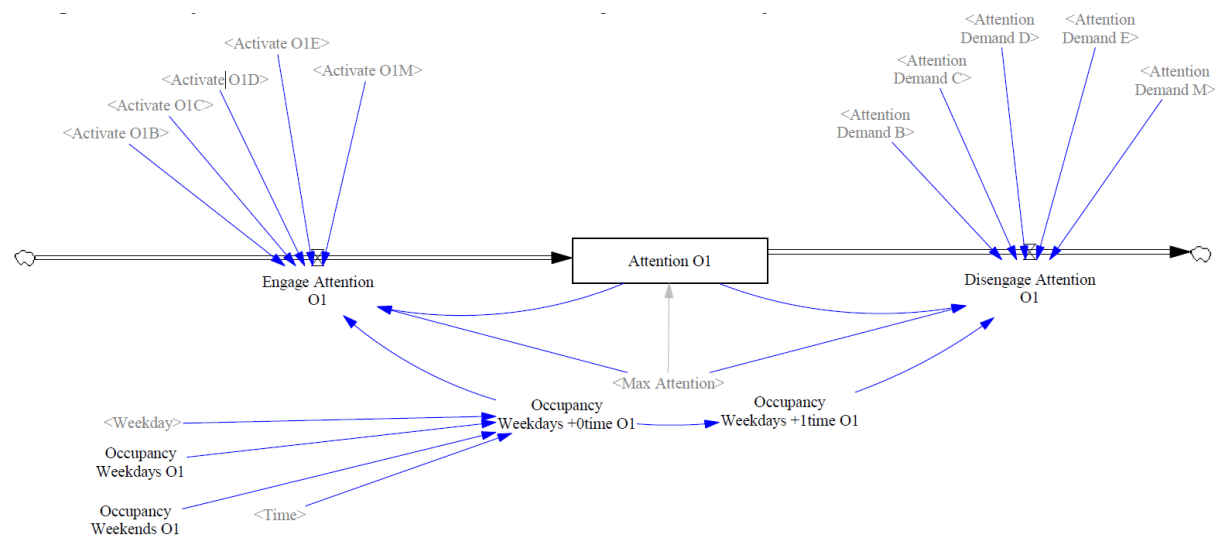 <Activate O1E>
<Activate O1D>
<Activate O1M>
<Activate O1C>
<Activate O1B>
<Attention
Demand D>
<Attention
Demand E>
<Attention
Demand C>
<Attention
Demand M>
<Attention
Demand B>
Engage Attention
O1
Attention O1
Disengage Attention
O1
<Max Attention>
<Weekday>
Occupancy
Weekdays +0time O1
Occupancy
Weekdays +1time O1
Occupancy
Weekdays O1
Occupancy
Weekends O1
<Time>